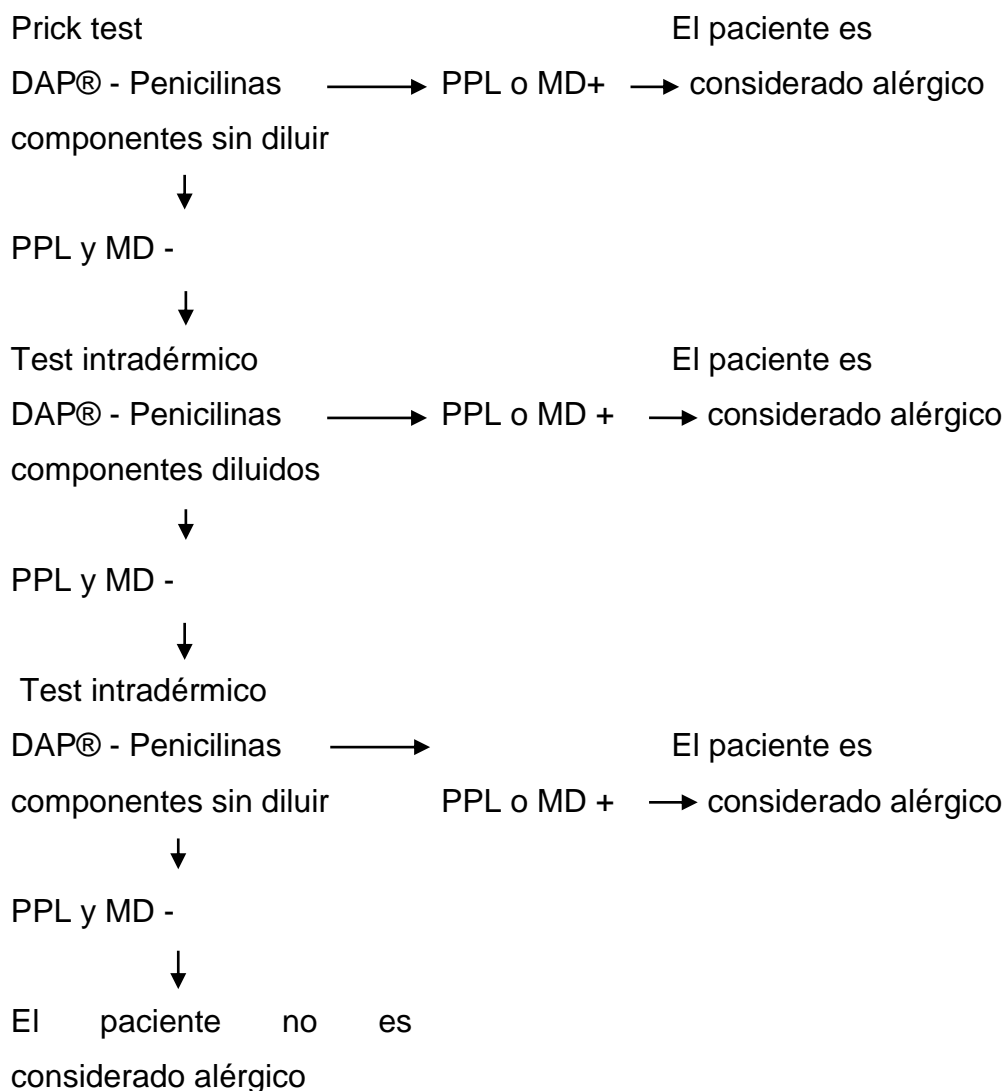 Prick test El paciente es
DAP® - Penicilinas PPL o MD+ considerado alérgico
componentes sin diluir
PPL y MD -
Test intradérmico El paciente es
DAP® - Penicilinas PPL o MD + considerado alérgico
componentes diluidos
PPL y MD -
Test intradérmico
DAP® - Penicilinas El paciente es
componentes sin diluir PPL o MD + considerado alérgico
PPL y MD -
El paciente no es
considerado alérgico